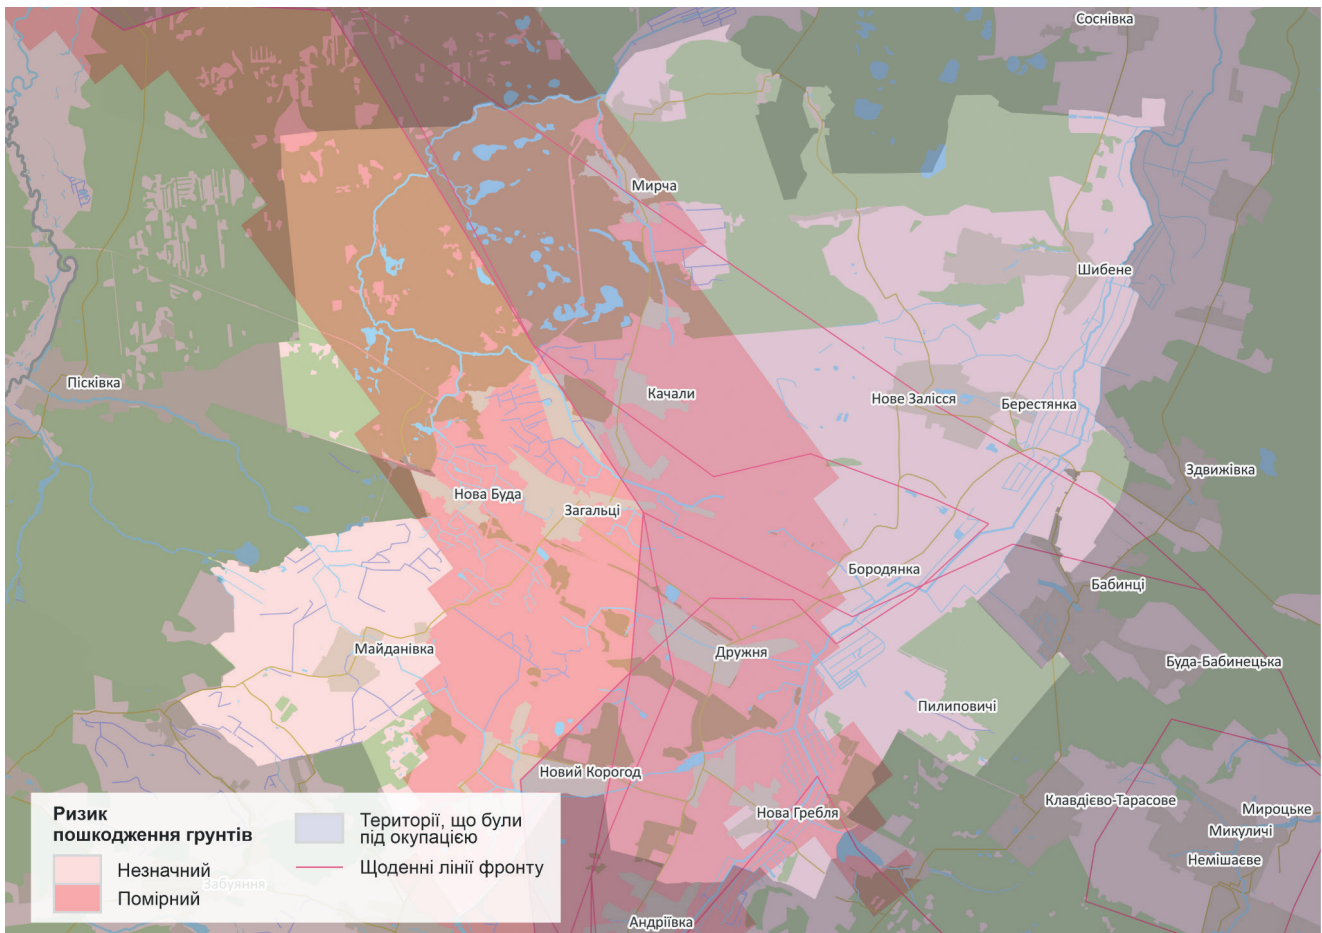 Соснівка
Мирча
Шибене
Пісківка
Качали
Нове Залісся
Берестянка
Здвижівка
Нова Буда
Загальці
Бородянка
Бабинці
Майданівка
Дружня
Буда-Бабинецька
Пилиповичі
Новий Корогод
Клавдієво-Тарасове
Мироцьке
Нова Гребля
Микуличі
Немішаєве
Ризик
пошкодження грунтів
Незначний
Помірний
Території, що були
під окупацією
Щоденні лінії фронту
Забуяння
Андріївка